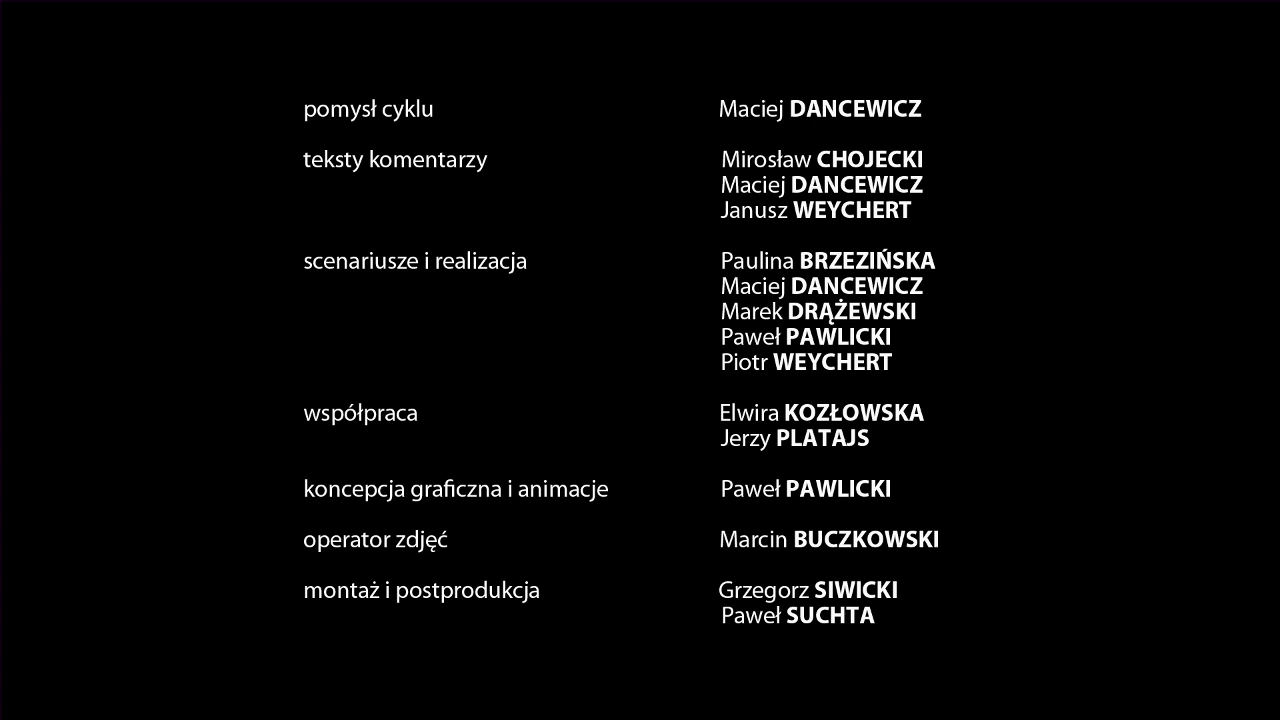 pomysł cyklu Maciej DANCEWICZ
teksty komentarzy Mirosław CHOJECKI
Maciej DANCEWICZ
Janusz WEYCHERT
scenariusze i realizacja Paulina BRZEZIŃSKA
Maciej DANCEWICZ
Marek DRĄŻEWSKI
Paweł PAWLICKI
Piotr WEYCHERT
współpraca Elwira KOZŁOWSKA
Jerzy PLATAJS
koncepcja graficzna i animacje Paweł PAWLICKI
operator zdjęć Marcin BUCZKOWSKI
montaż i postprodukcja Grzegorz SIWICKI
Paweł SUCHTA